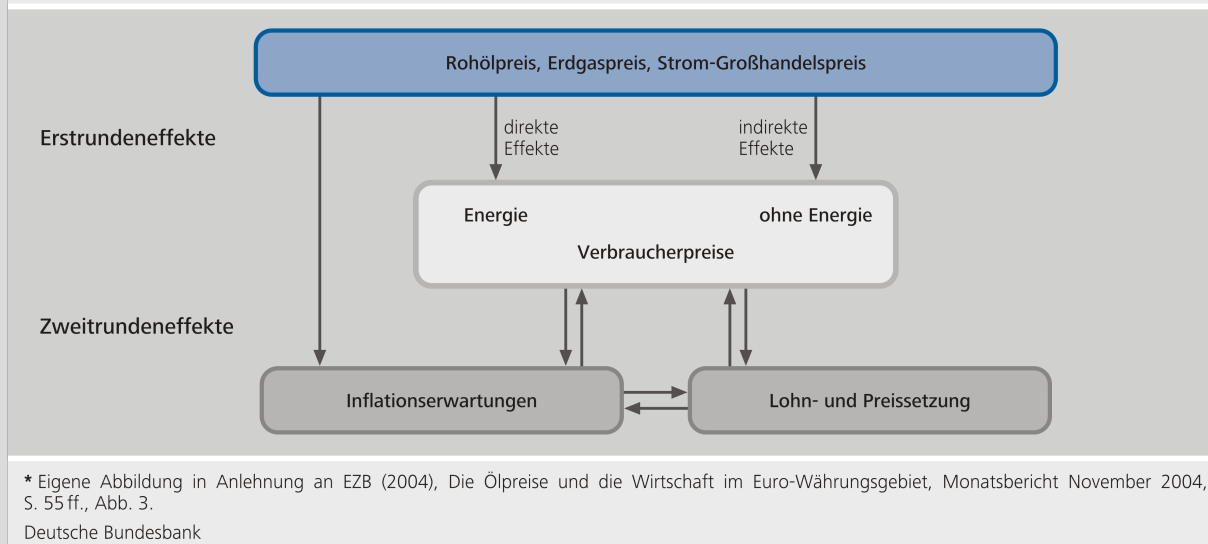 Rohölpreis, Erdgaspreis, Strom-Großhandelspreis
Erstrundeneffekte
direkte
Effekte
indirekte
Effekte
Energie
ohne Energie
Verbraucherpreise
Zweitrundeneffekte
Inflationserwartungen
Lohn- und Preissetzung
* Eigene Abbildung in Anlehnung an EZB (2004), Die Ölpreise und die Wirtschaft im Euro-Währungsgebiet, Monatsbericht November 2004,
S. 55 ff., Abb. 3.
Deutsche Bundesbank